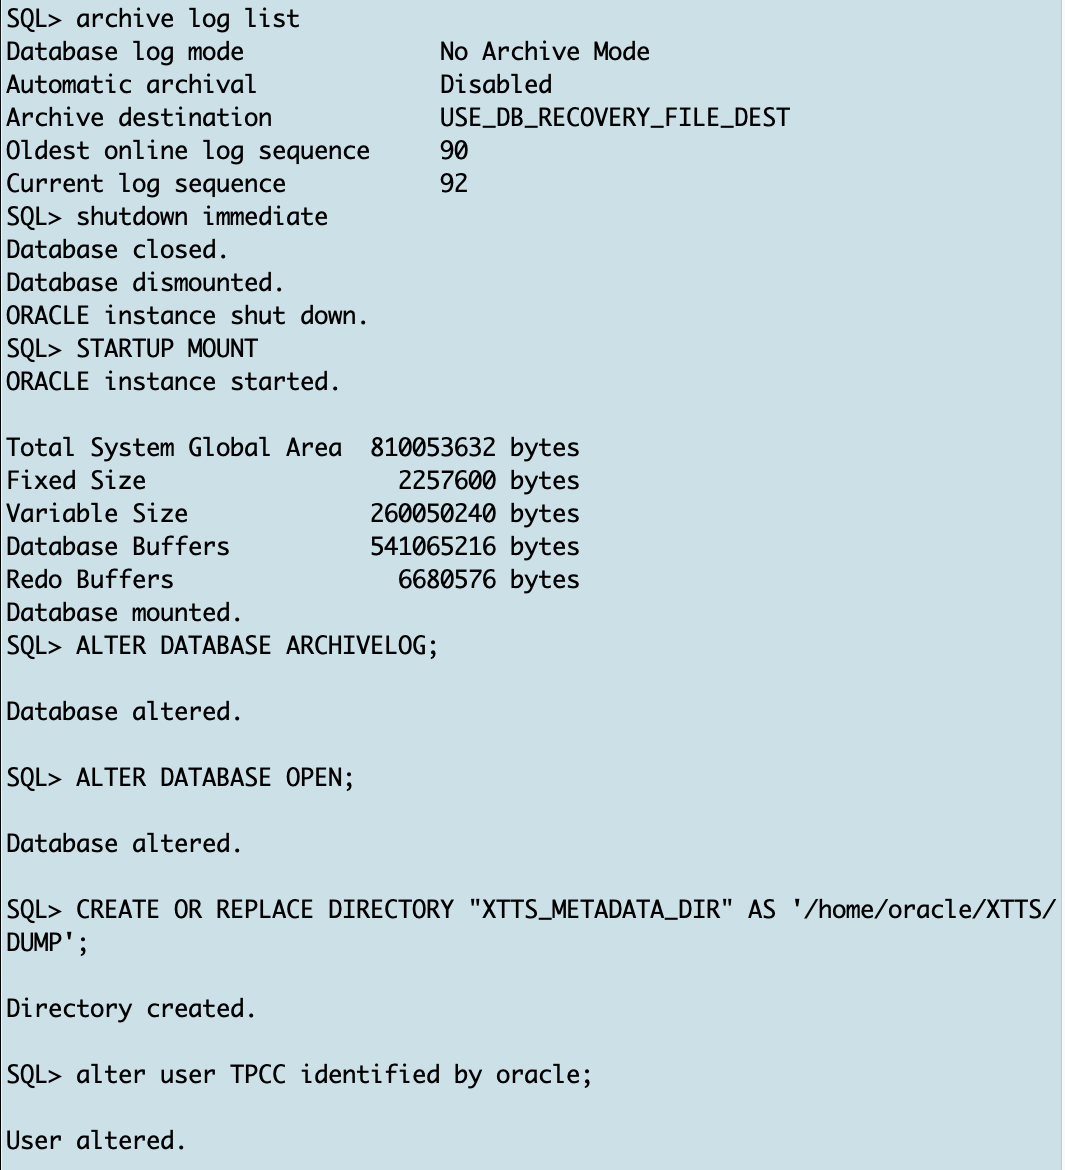 SQL> archive log list
Database log mode              No Archive Mode
Automatic archival             Disabled
Archive destination            USE_DB_RECOVERY_FILE_DEST
Oldest online log sequence     90
Current log sequence           92
SQL> shutdown immediate
Database closed.
Database dismounted.
ORACLE instance shut down.
SQL> STARTUP MOUNT
ORACLE instance started.

Total System Global Area  810053632 bytes
Fixed Size                  2257600 bytes
Variable Size             260050240 bytes
Database Buffers          541065216 bytes
Redo Buffers                6680576 bytes
Database mounted.
SQL> ALTER DATABASE ARCHIVELOG;

Database altered.

SQL> ALTER DATABASE OPEN;

Database altered.

SQL> CREATE OR REPLACE DIRECTORY "XTTS_METADATA_DIR" AS '/home/oracle/XTTS/
DUMP';

Directory created.

SQL> alter user TPCC identified by oracle;

User altered.